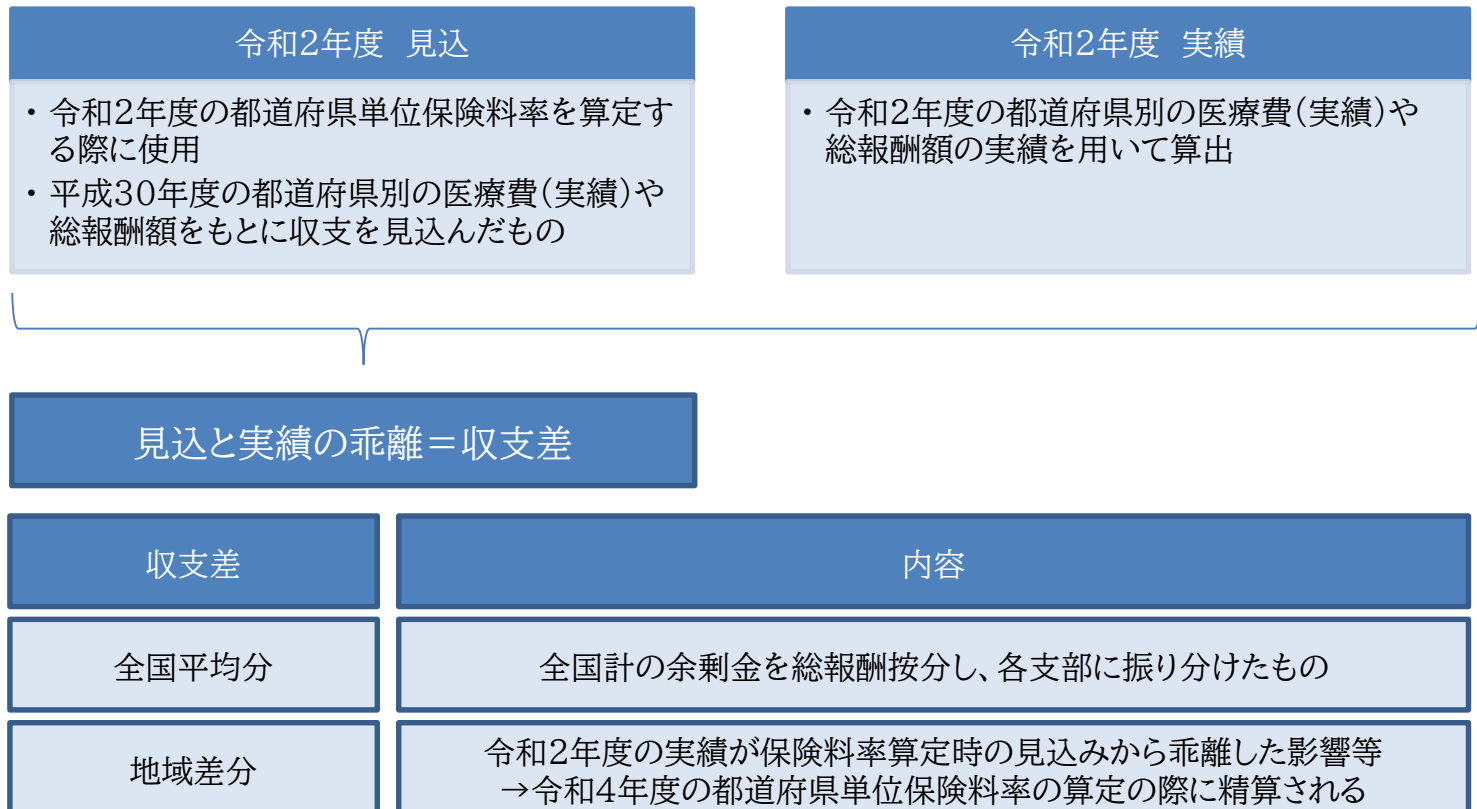 令和2年度 見込
・ 令和2年度の都道府県単位保険料率を算定す
る際に使用
・ 平成30年度の都道府県別の医療費(実績)や
総報酬額をもとに収支を見込んだもの
令和2年度 実績
・ 令和2年度の都道府県別の医療費(実績)や
総報酬額の実績を用いて算出
見込と実績の乖離=収支差
収支差
内容
全国平均分
全国計の余剰金を総報酬按分し、各支部に振り分けたもの
地域差分
令和2年度の実績が保険料率算定時の見込みから乖離した影響等
→令和4年度の都道府県単位保険料率の算定の際に精算される